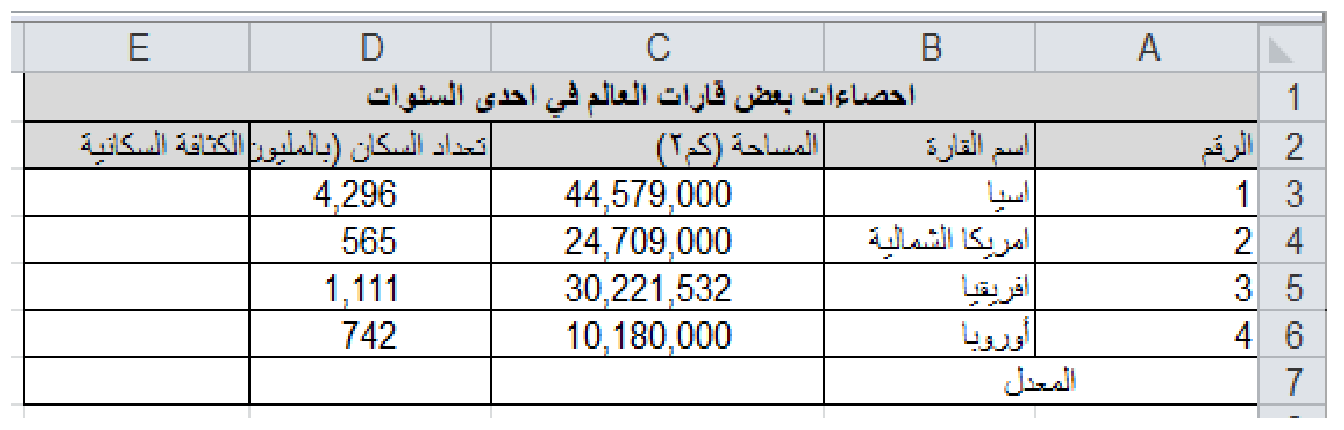 A B C D E
1 احصاءات بعض قارات العالم في احدى السنوات
2 الرقم اسم القارة المساحة (كم٢) تعداد السكان (بالمليون الكثافة السكانية
3 1 اسيا 44,579,000 4,296
4 2 امريكا الشمالية 24,709,000 565
5 3 افريقيا 30,221,532 1,111
6 4 أوروبا 10,180,000 742
7 المعدل